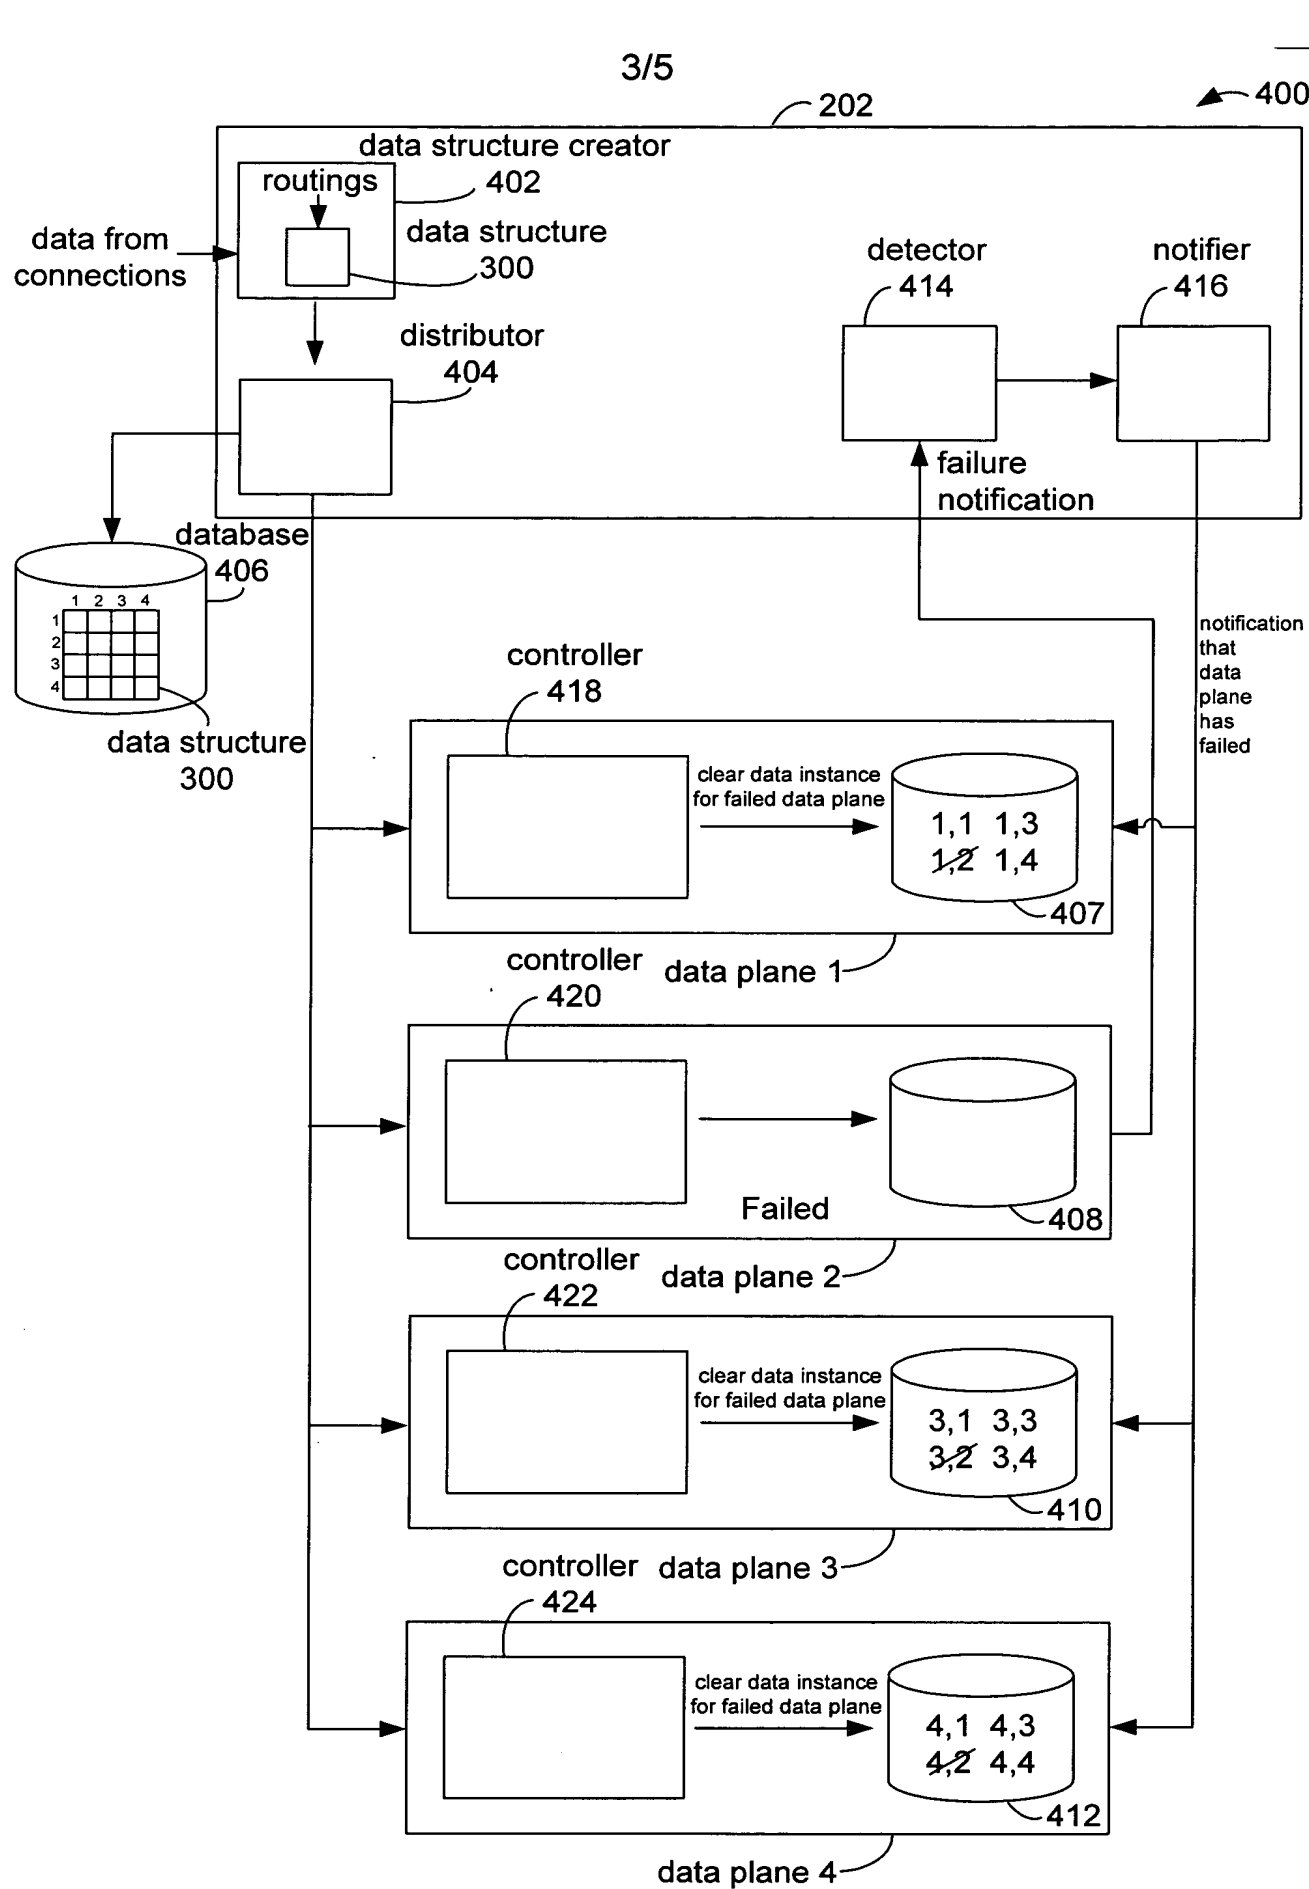 3/5
400
202
data structure creator
402
routings
data structure
300
data from
connections
detector
414
notifier
416
distributor
404
failure
notification
database
406
1 2 3 4
1
2
3
4
data structure
300
notification
that
data
plane
has
failed
controller
418
clear data instance
for failed data plane
1,1 1,3
1,2 1,4
407
data plane 1
controller
420
Failed
408
data plane 2
controller
422
clear data instance
for failed data plane
3,1 3,3
3,2 3,4
410
data plane 3
controller
424
clear data instance
for failed data plane
4,1 4,3
4,2 4,4
412
data plane 4